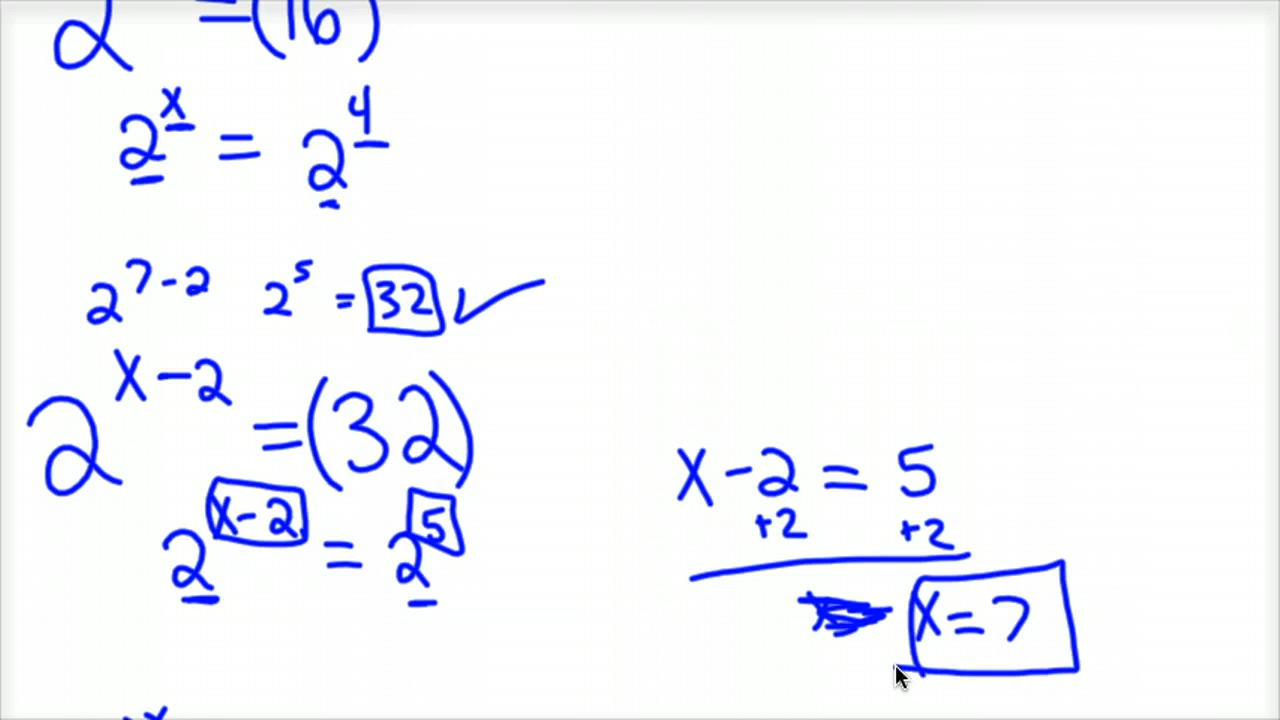 2 = (16)
2^x = 2^4
2^7-2 2^5 = 32 ✓
2^x-2 = (32)
2^x-2 = 2^5
x-2 = 5
+2 +2
x = 7
x